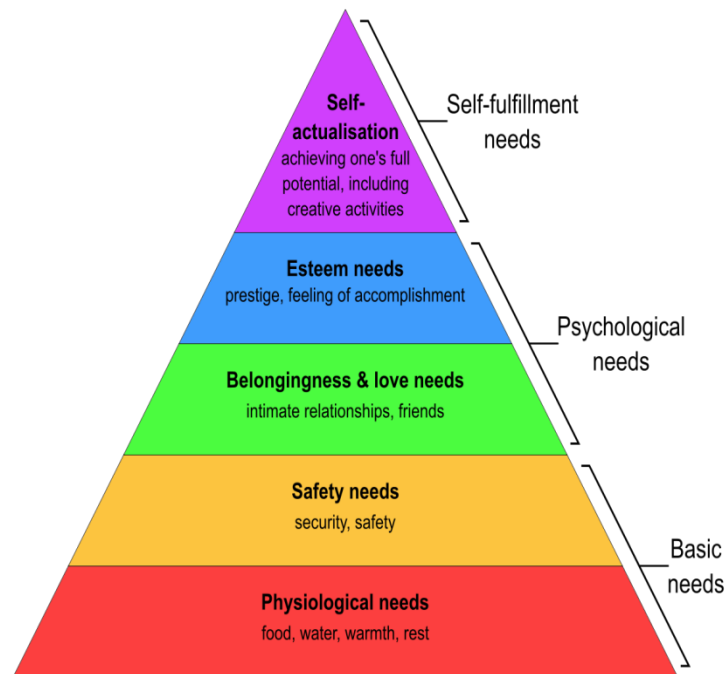 Self-
actualisation
achieving one's full
potential, including
creative activities
Self-fulfillment
needs
Esteem needs
prestige, feeling of accomplishment
Psychological
needs
Belongingness & love needs
intimate relationships, friends
Safety needs
security, safety
Basic
needs
Physiological needs
food, water, warmth, rest